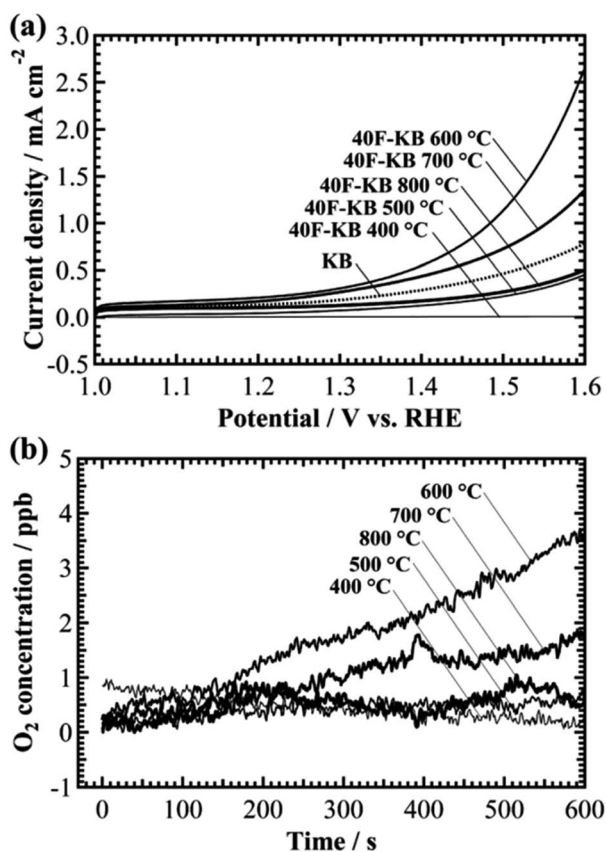 (a)
3.0
2.5
2.0
1.5
1.0
0.5
0.0
-0.5
Current density / mA cm⁻²
40F-KB 600 °C
40F-KB 700 °C
40F-KB 800 °C
40F-KB 500 °C
40F-KB 400 °C
KB
1.0 1.1 1.2 1.3 1.4 1.5 1.6
Potential / V vs. RHE
(b)
5
4
3
2
1
0
-1
O₂ concentration / ppb
600 °C
700 °C
800 °C
500 °C
400 °C
0 100 200 300 400 500 600
Time / s